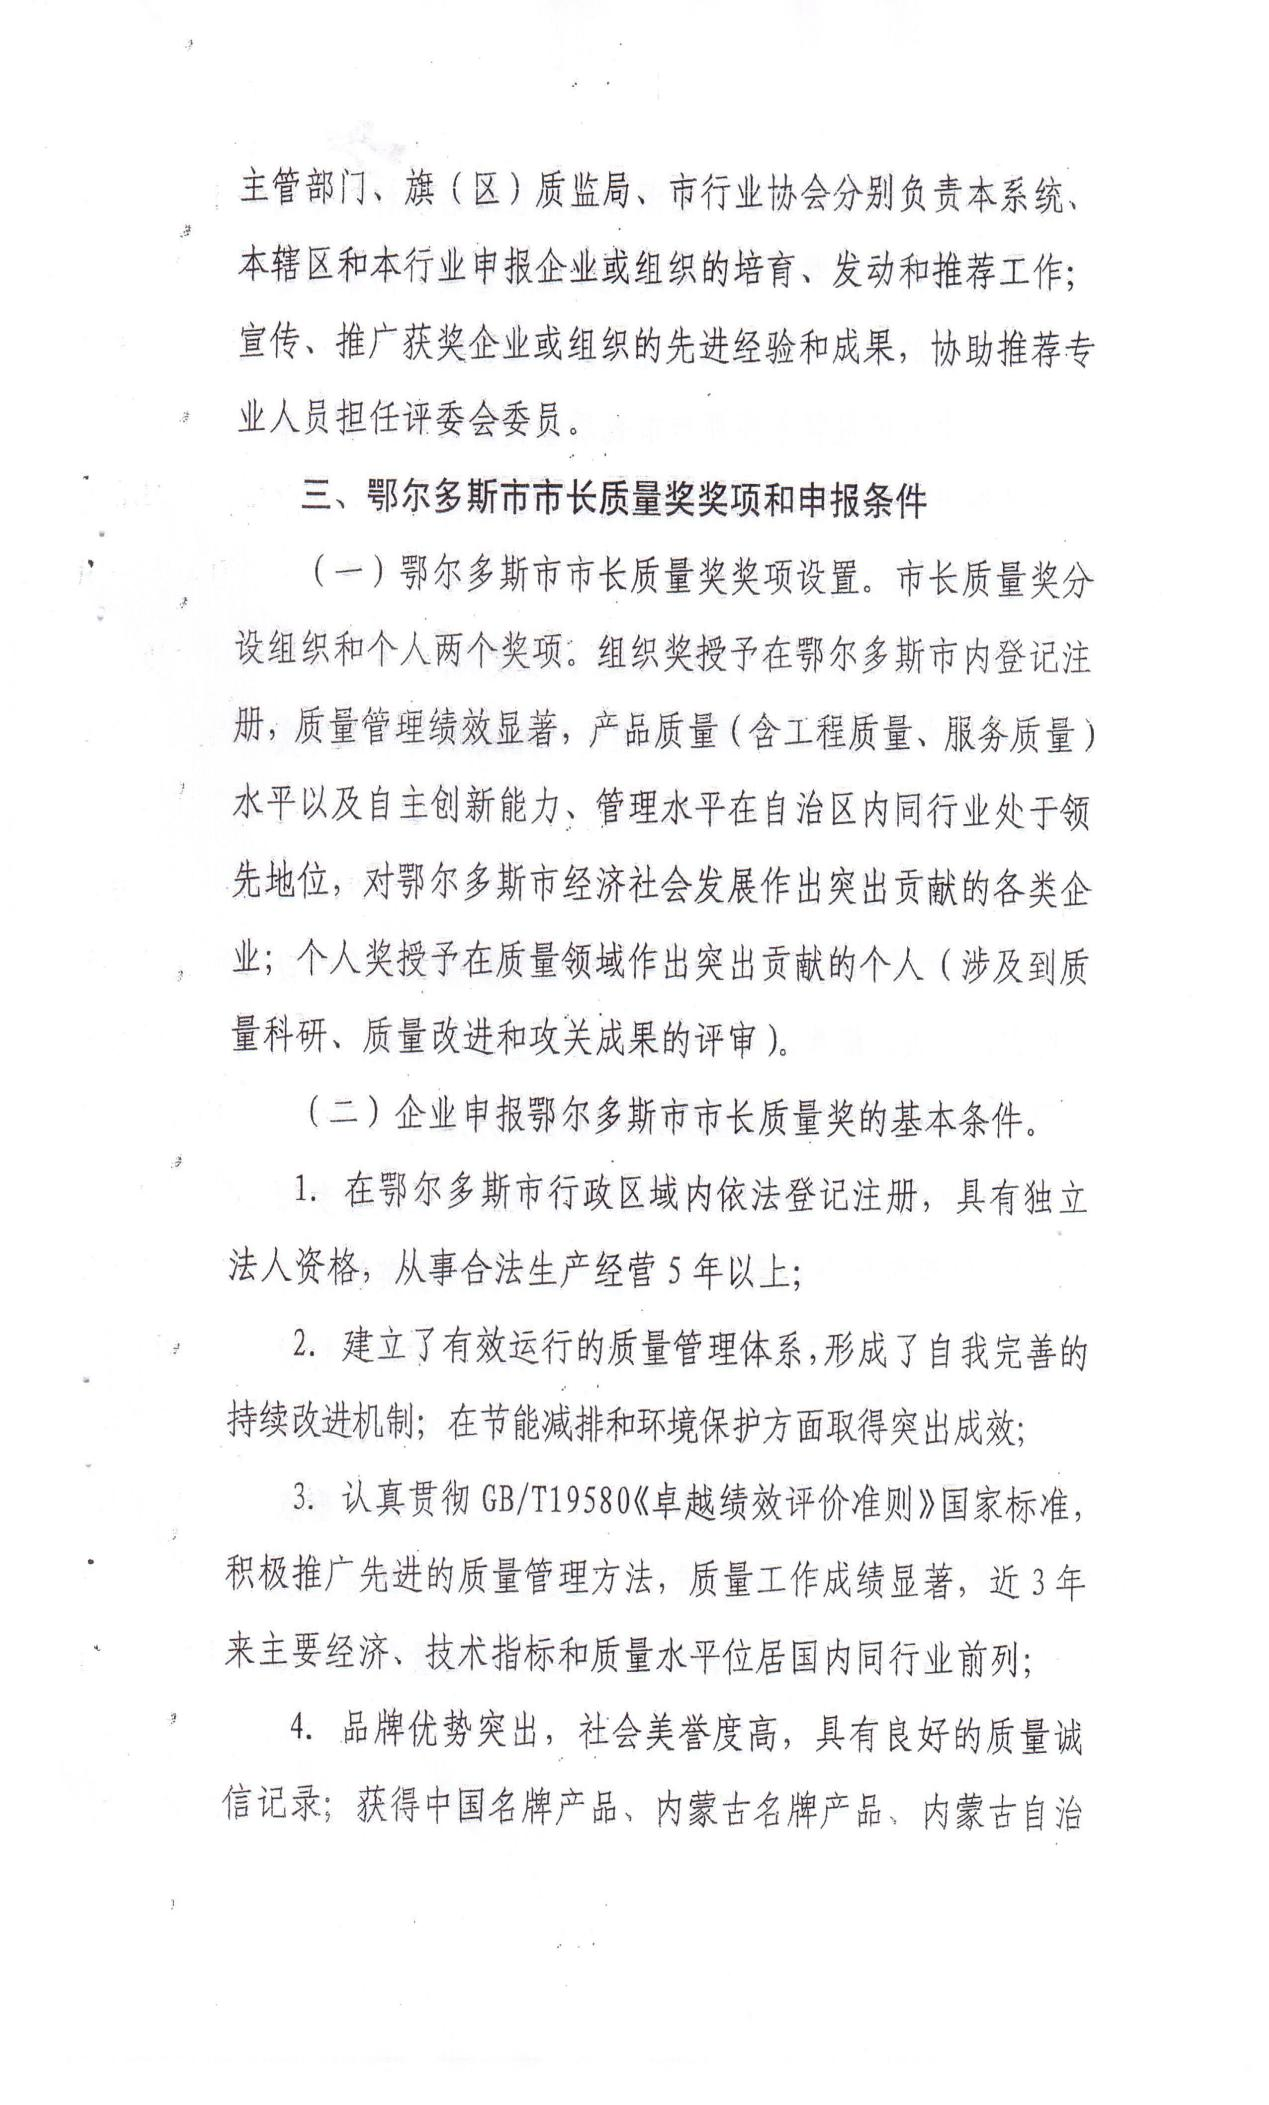 主管部门、旗（区）质监局、市行业协会分别负责本系统、
本辖区和本行业申报企业或组织的培育、发动和推荐工作；
宣传、推广获奖企业或组织的先进经验和成果，协助推荐专
业人员担任评委会委员。
三、鄂尔多斯市市长质量奖奖项和申报条件
（一）鄂尔多斯市市长质量奖奖项设置。市长质量奖分
设组织和个人两个奖项。组织奖授予在鄂尔多斯市内登记注
册，质量管理绩效显著，产品质量（含工程质量、服务质量）
水平以及自主创新能力、管理水平在自治区内同行业处于领
先地位，对鄂尔多斯市经济社会发展作出突出贡献的各类企
业；个人奖授予在质量领域作出突出贡献的个人（涉及到质
量科研、质量改进和攻关成果的评审）。
（二）企业申报鄂尔多斯市市长质量奖的基本条件。
1. 在鄂尔多斯市行政区域内依法登记注册，具有独立
法人资格，从事合法生产经营 5 年以上；
2. 建立了有效运行的质量管理体系，形成了自我完善的
持续改进机制；在节能减排和环境保护方面取得突出成效；
3. 认真贯彻 GB/T19580《卓越绩效评价准则》国家标准，
积极推广先进的质量管理方法，质量工作成绩显著，近 3 年
来主要经济、技术指标和质量水平位居国内同行业前列；
4. 品牌优势突出，社会美誉度高，具有良好的质量诚
信记录；获得中国名牌产品、内蒙古名牌产品、内蒙古自治